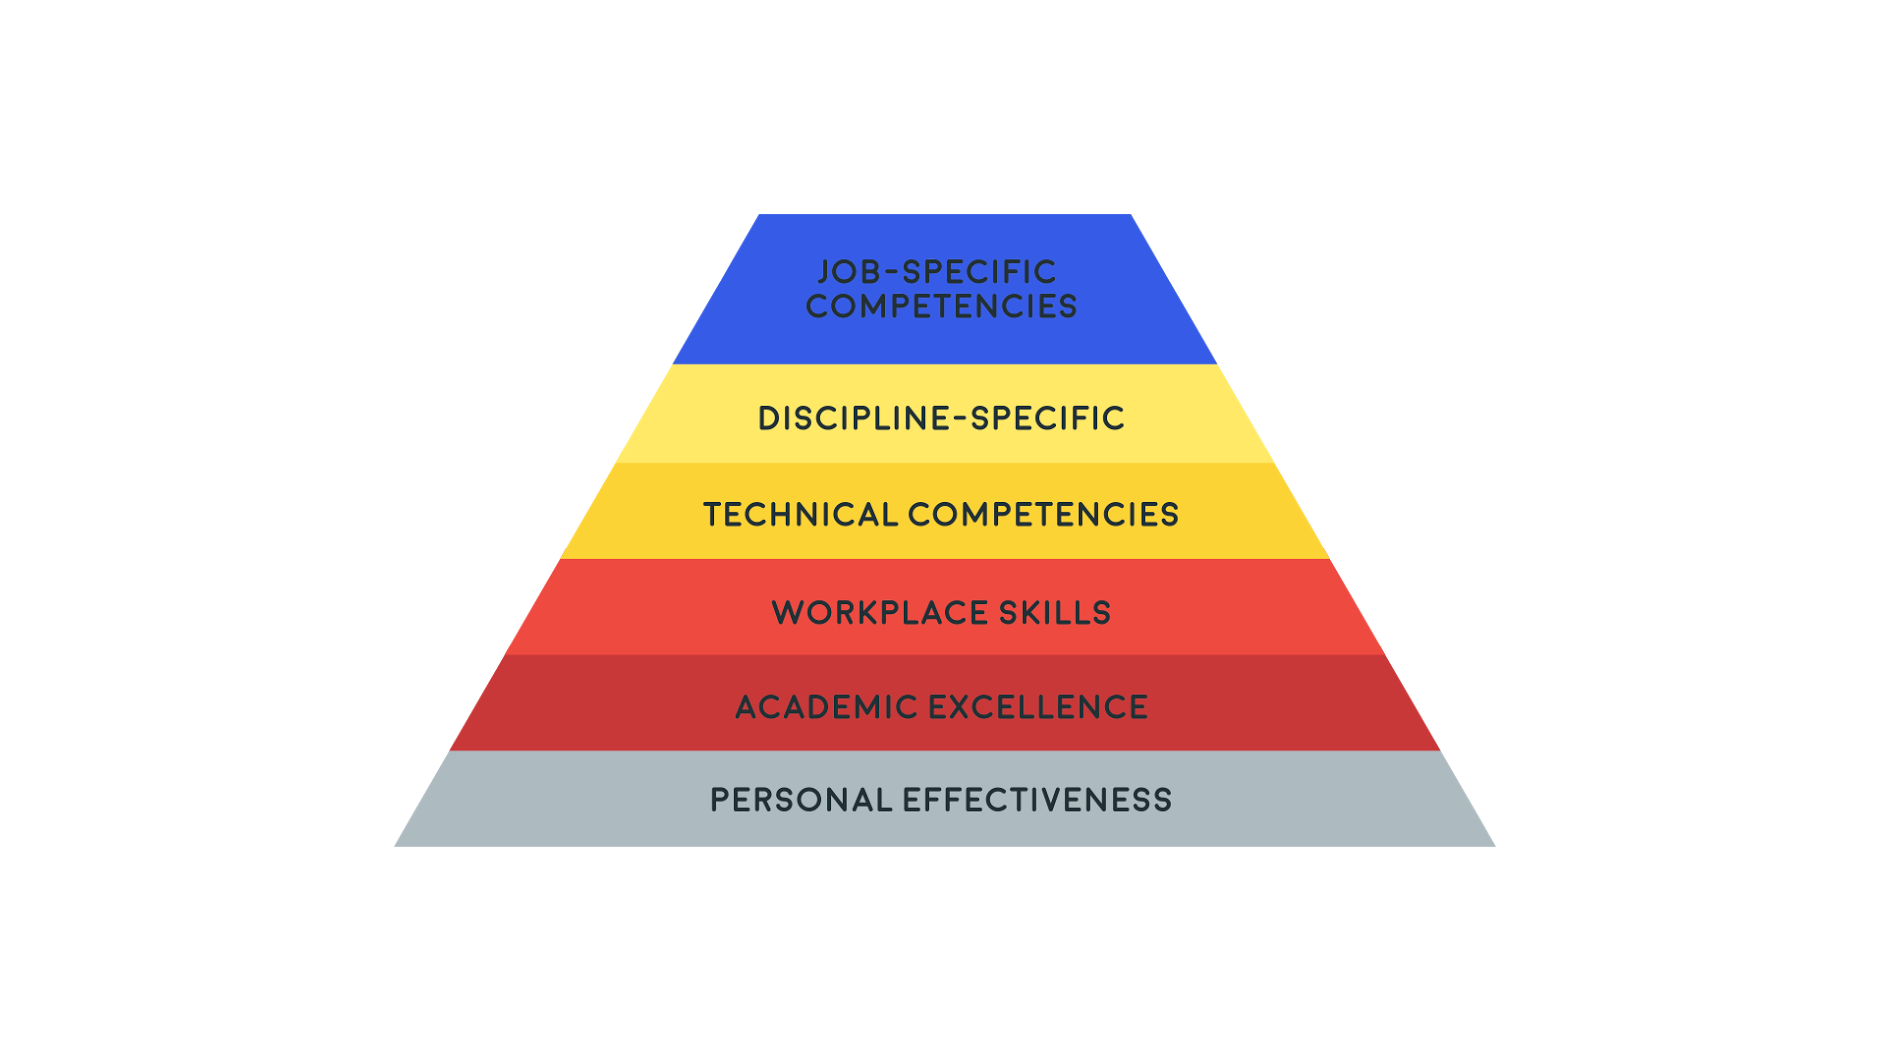 JOB-SPECIFIC
COMPETENCIES
DISCIPLINE-SPECIFIC
TECHNICAL COMPETENCIES
WORKPLACE SKILLS
ACADEMIC EXCELLENCE
PERSONAL EFFECTIVENESS